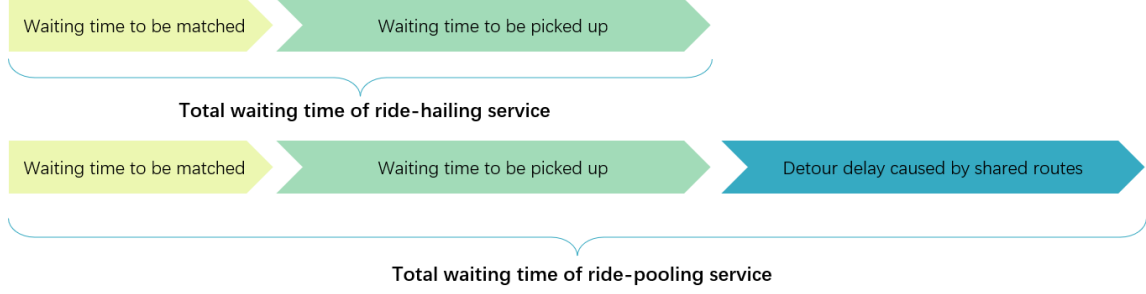 Waiting time to be matched Waiting time to be picked up
Total waiting time of ride-hailing service
Waiting time to be matched Waiting time to be picked up Detour delay caused by shared routes
Total waiting time of ride-pooling service